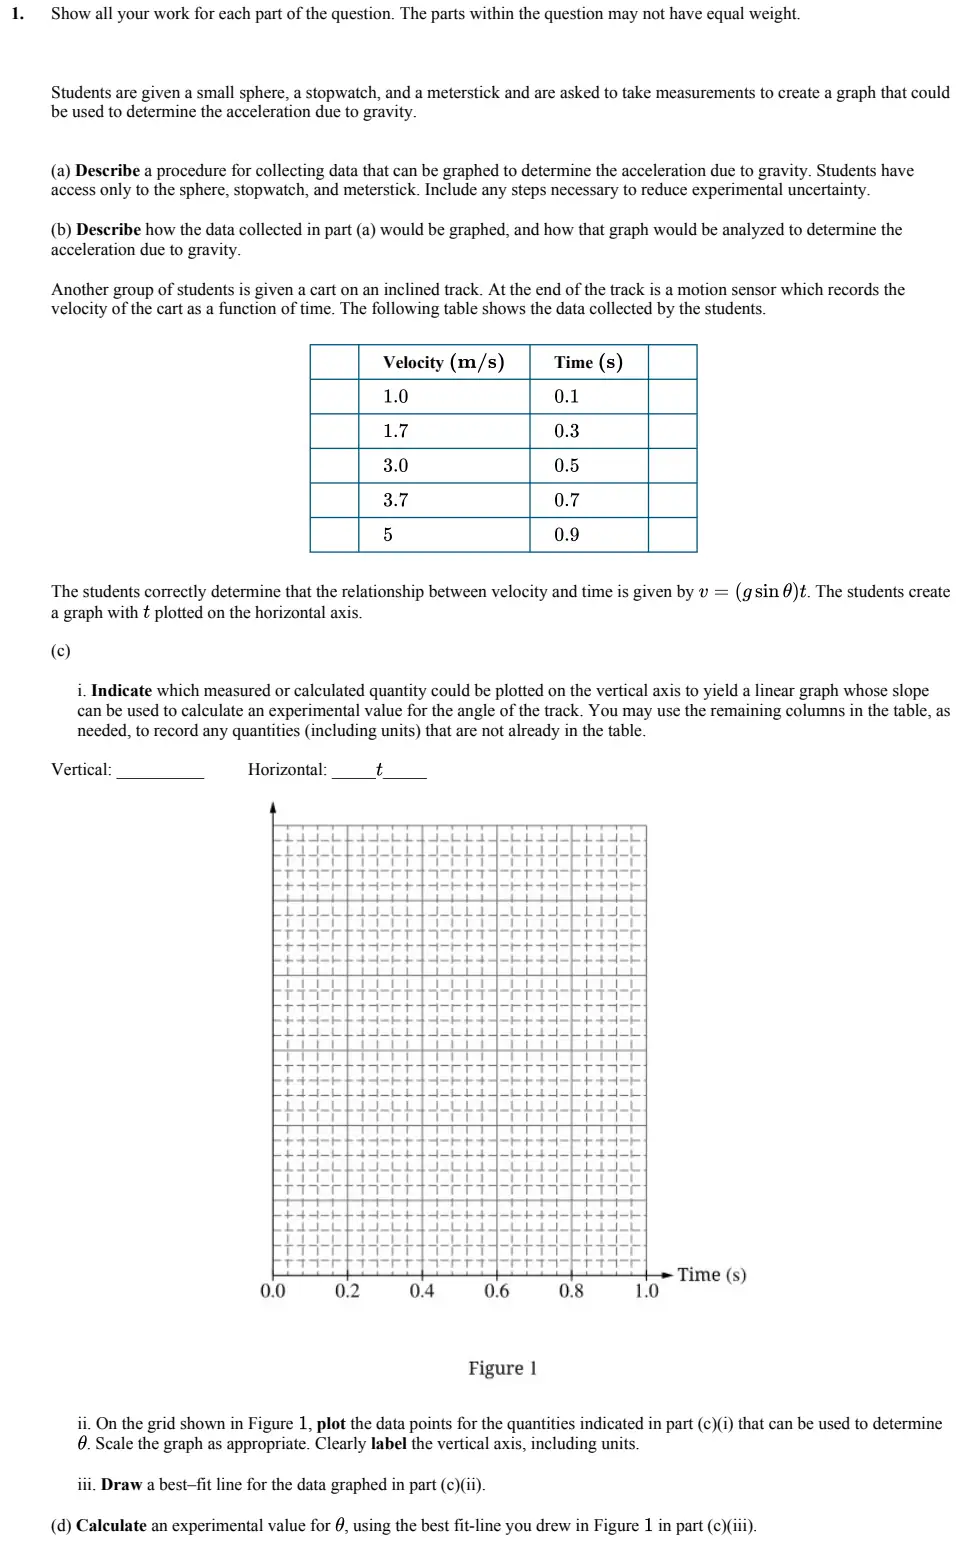 1. Show all your work for each part of the question. The parts within the question may not have equal weight.
Students are given a small sphere, a stopwatch, and a meterstick and are asked to take measurements to create a graph that could
be used to determine the acceleration due to gravity.
(a) Describe a procedure for collecting data that can be graphed to determine the acceleration due to gravity. Students have
access only to the sphere, stopwatch, and meterstick. Include any steps necessary to reduce experimental uncertainty.
(b) Describe how the data collected in part (a) would be graphed, and how that graph would be analyzed to determine the
acceleration due to gravity.
Another group of students is given a cart on an inclined track. At the end of the track is a motion sensor which records the
velocity of the cart as a function of time. The following table shows the data collected by the students.
Velocity (m/s) Time (s)
1.0 0.1
1.7 0.3
3.0 0.5
3.7 0.7
5 0.9
The students correctly determine that the relationship between velocity and time is given by v = (g sin θ)t. The students create
a graph with t plotted on the horizontal axis.
(c)
i. Indicate which measured or calculated quantity could be plotted on the vertical axis to yield a linear graph whose slope
can be used to calculate an experimental value for the angle of the track. You may use the remaining columns in the table, as
needed, to record any quantities (including units) that are not already in the table.
Vertical: __________ Horizontal: _____t_____
Time (s)
0.0 0.2 0.4 0.6 0.8 1.0
Figure 1
ii. On the grid shown in Figure 1, plot the data points for the quantities indicated in part (c)(i) that can be used to determine
θ. Scale the graph as appropriate. Clearly label the vertical axis, including units.
iii. Draw a best–fit line for the data graphed in part (c)(ii).
(d) Calculate an experimental value for θ, using the best fit-line you drew in Figure 1 in part (c)(iii).